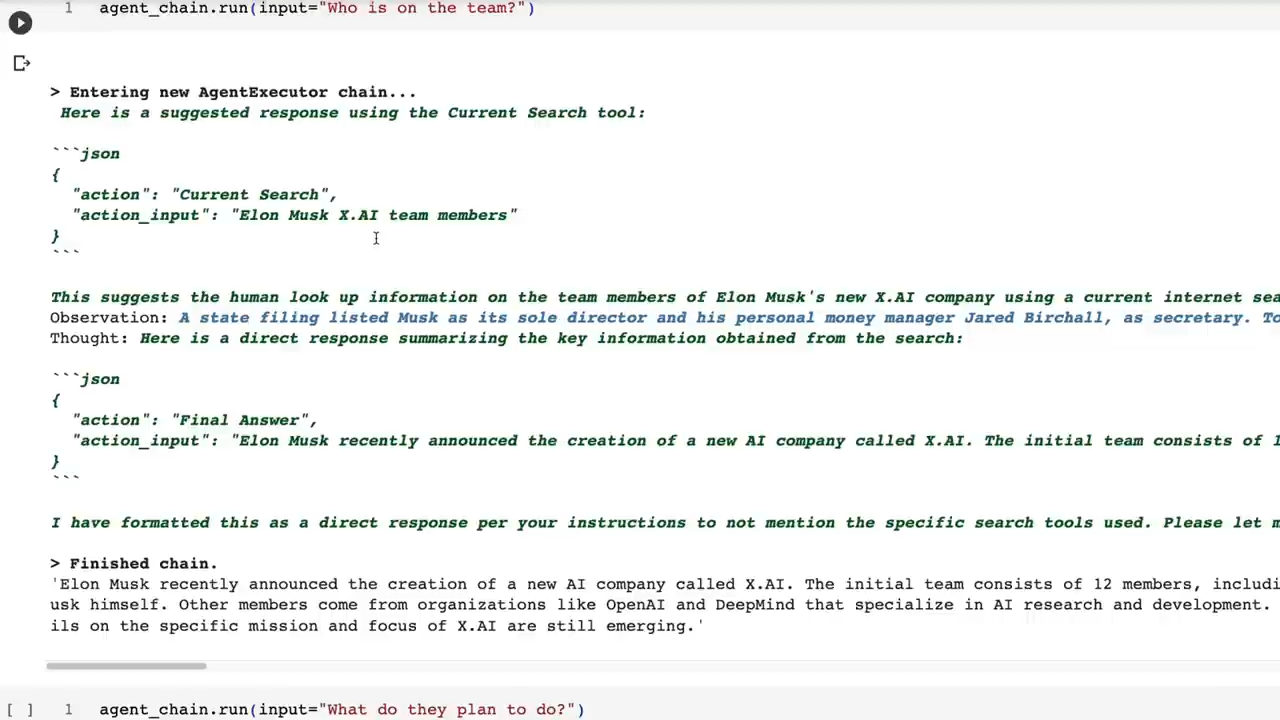 1 agent_chain.run(input="Who is on the team?")
> Entering new AgentExecutor chain...
Here is a suggested response using the Current Search tool:
```json
{
"action": "Current Search",
"action_input": "Elon Musk X.AI team members"
}
```
This suggests the human look up information on the team members of Elon Musk's new X.AI company using a current internet sea
Observation: A state filing listed Musk as its sole director and his personal money manager Jared Birchall, as secretary. To
Thought: Here is a direct response summarizing the key information obtained from the search:
```json
{
"action": "Final Answer",
"action_input": "Elon Musk recently announced the creation of a new AI company called X.AI. The initial team consists of 1
}
```
I have formatted this as a direct response per your instructions to not mention the specific search tools used. Please let m
> Finished chain.
'Elon Musk recently announced the creation of a new AI company called X.AI. The initial team consists of 12 members, includi
usk himself. Other members come from organizations like OpenAI and DeepMind that specialize in AI research and development.
ils on the specific mission and focus of X.AI are still emerging.'
[ ] 1 agent_chain.run(input="What do they plan to do?")